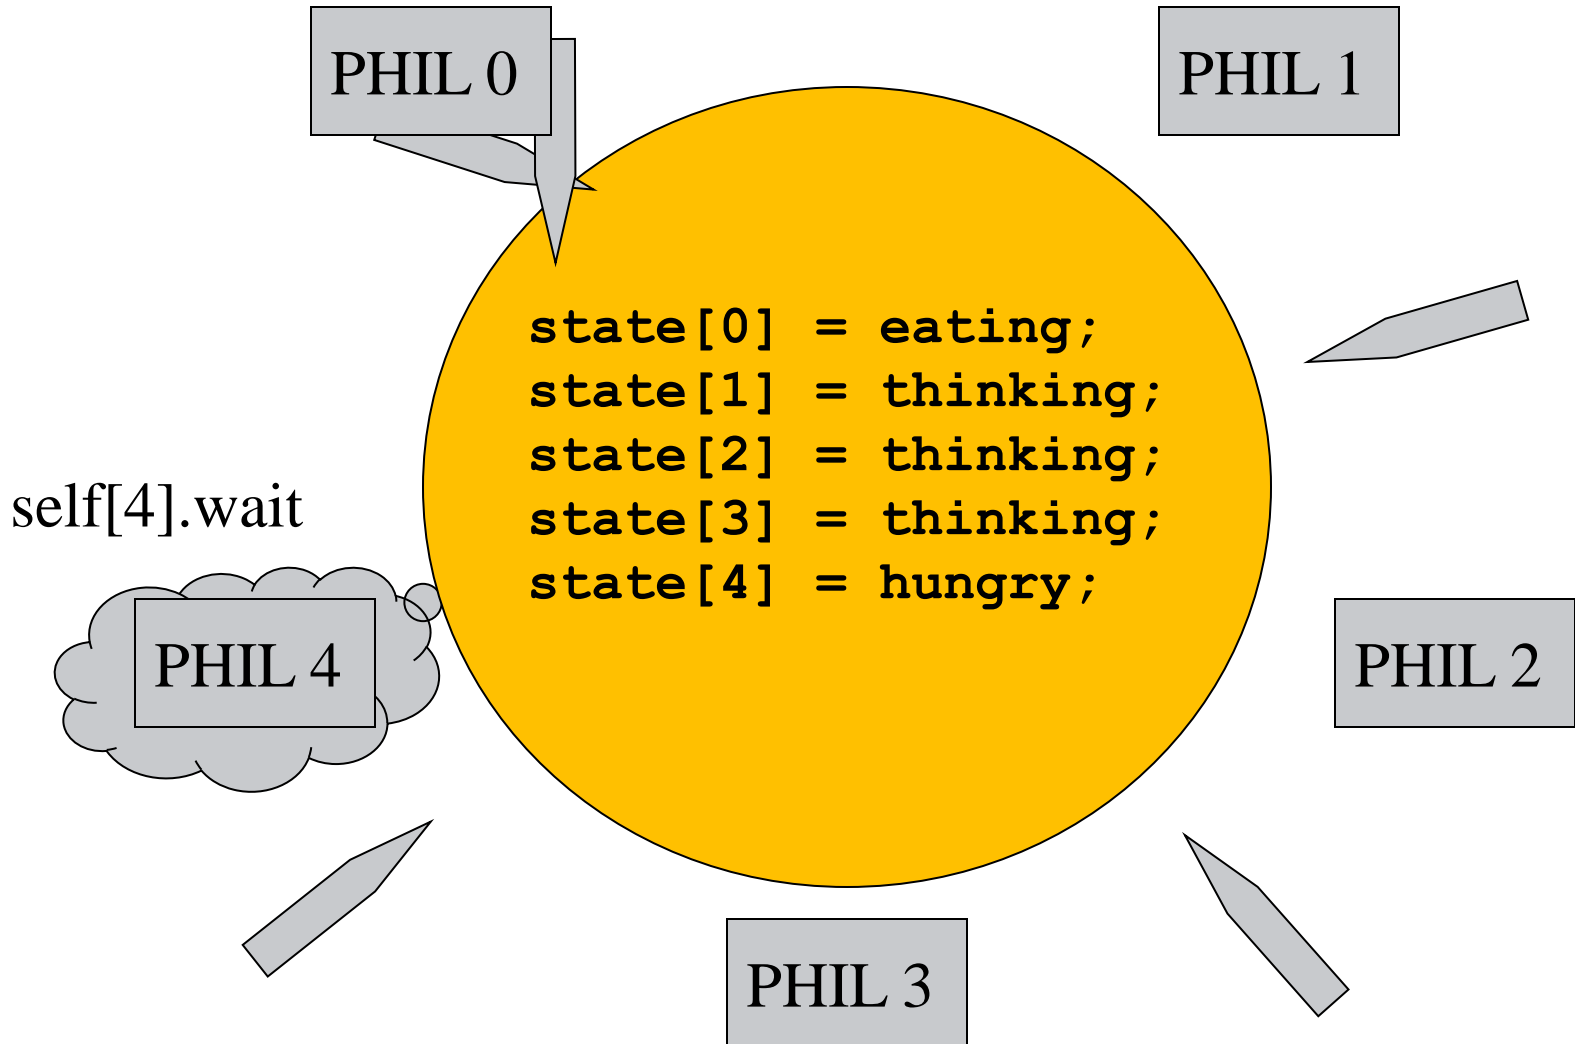 PHIL 0
PHIL 1
state[0] = eating;
state[1] = thinking;
state[2] = thinking;
state[3] = thinking;
state[4] = hungry;
self[4].wait
PHIL 4
PHIL 2
PHIL 3